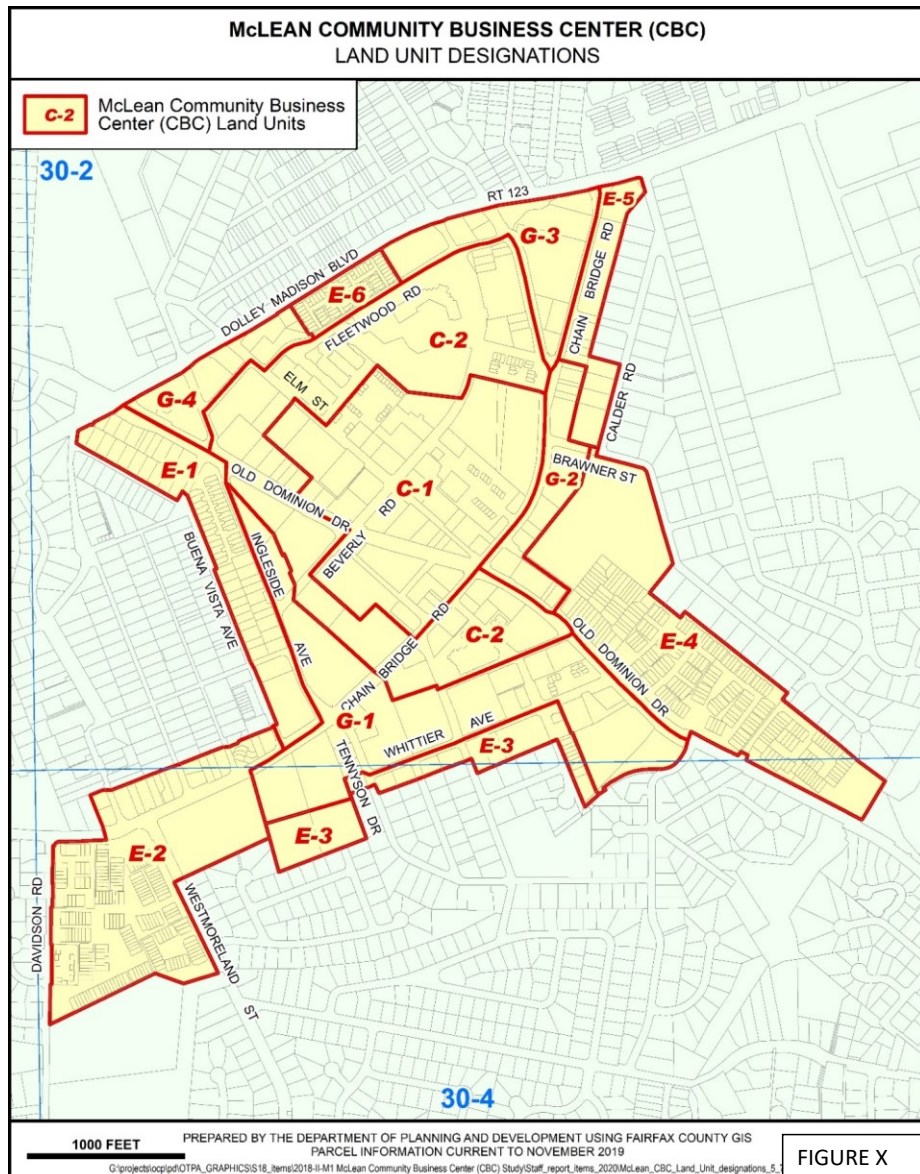 McLEAN COMMUNITY BUSINESS CENTER (CBC)
LAND UNIT DESIGNATIONS
C-2
McLean Community Business
Center (CBC) Land Units
30-2
RT 123
E-5
G-3
CHAIN BRIDGE RD
DOLLEY MADISON BLVD
E-6
FLEETWOOD RD
C-2
ELM ST
G-4
CALDER RD
E-1
OLD DOMINION DR
BRAWNER ST
G-2
C-1
BEVERLY RD
INGLESIDE AVE
BUENA VISTA AVE
CHAIN BRIDGE RD
C-2
OLD DOMINION DR
E-4
G-1
WHITTIER AVE
E-3
TENNYSON DR
E-3
E-2
DAVIDSON RD
WESTMORELAND ST
30-4
1000 FEET
PREPARED BY THE DEPARTMENT OF PLANNING AND DEVELOPMENT USING FAIRFAX COUNTY GIS
PARCEL INFORMATION CURRENT TO NOVEMBER 2019
FIGURE X